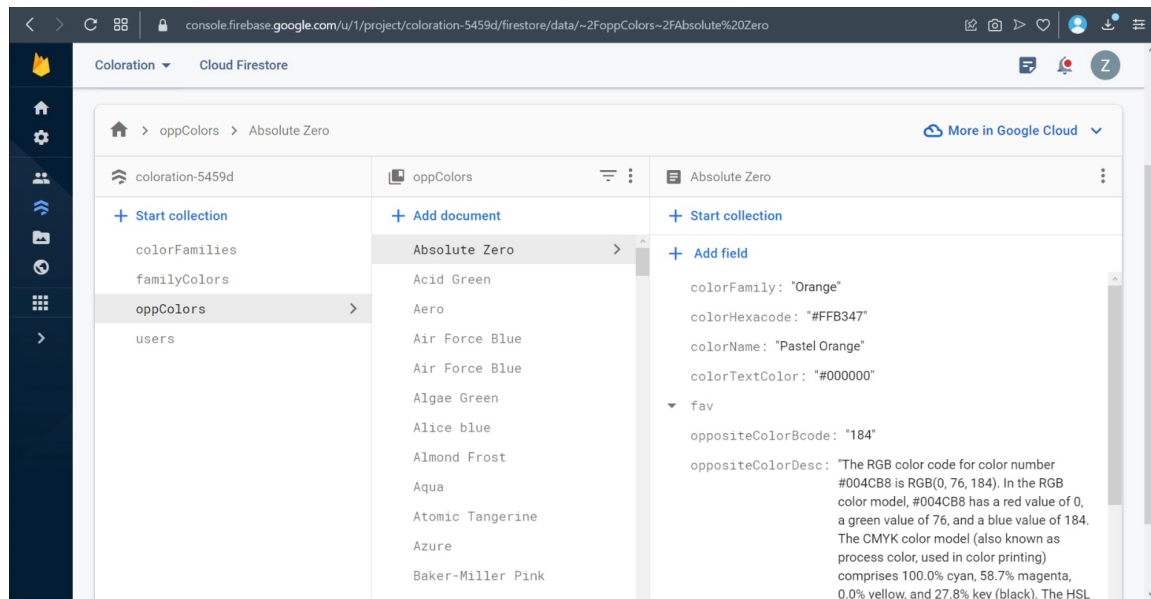 console.firebase.google.com/u/1/project/coloration-5459d/firestore/data/~2FoppColors~2FAbsolute%20Zero
Coloration
Cloud Firestore
Z
oppColors > Absolute Zero
More in Google Cloud
coloration-5459d
oppColors
Absolute Zero
+ Start collection
+ Add document
+ Start collection
colorFamilies
familyColors
oppColors
users
Absolute Zero
Acid Green
Aero
Air Force Blue
Air Force Blue
Algae Green
Alice blue
Almond Frost
Aqua
Atomic Tangerine
Azure
Baker-Miller Pink
+ Add field
colorFamily: "Orange"
colorHexacode: "#FFB347"
colorName: "Pastel Orange"
colorTextColor: "#000000"
fav
oppositeColorBcode: "184"
oppositeColorDesc: "The RGB color code for color number
#004CB8 is RGB(0, 76, 184). In the RGB
color model, #004CB8 has a red value of 0,
a green value of 76, and a blue value of 184.
The CMYK color model (also known as
process color, used in color printing)
comprises 100.0% cyan, 58.7% magenta,
0.0% yellow, and 27.8% key (black). The HSL